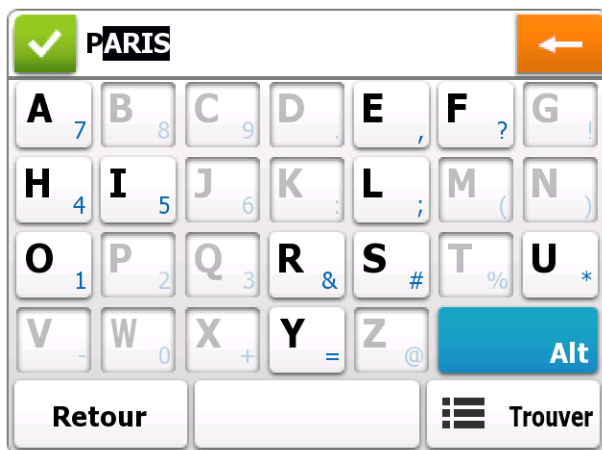 PARIS
A 7 B 8 C 9 D . E , F ? G !
H 4 I 5 J 6 K : L ; M ( N )
O 1 P 2 Q 3 R & S # T % U *
V - W 0 X + Y = Z @ Alt
Retour Trouver